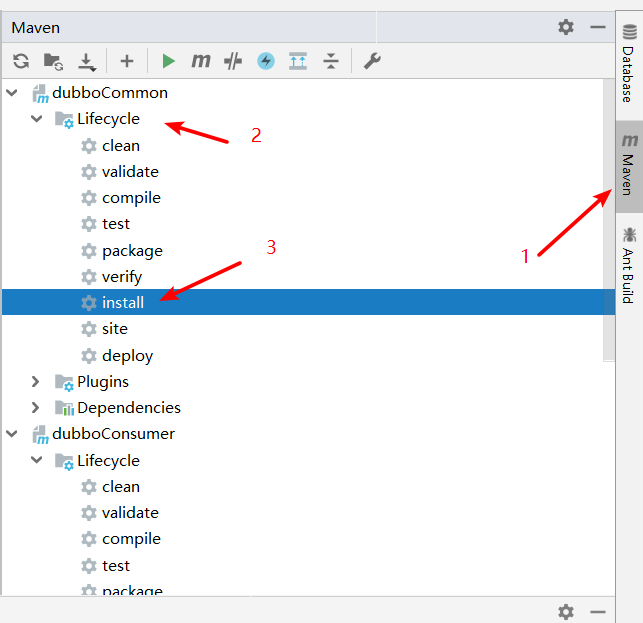 Maven
dubboCommon
Lifecycle
2
clean
validate
compile
test
package
3
verify
install
site
deploy
Plugins
Dependencies
dubboConsumer
Lifecycle
clean
validate
compile
test
package
1
Database
Maven
Ant Build